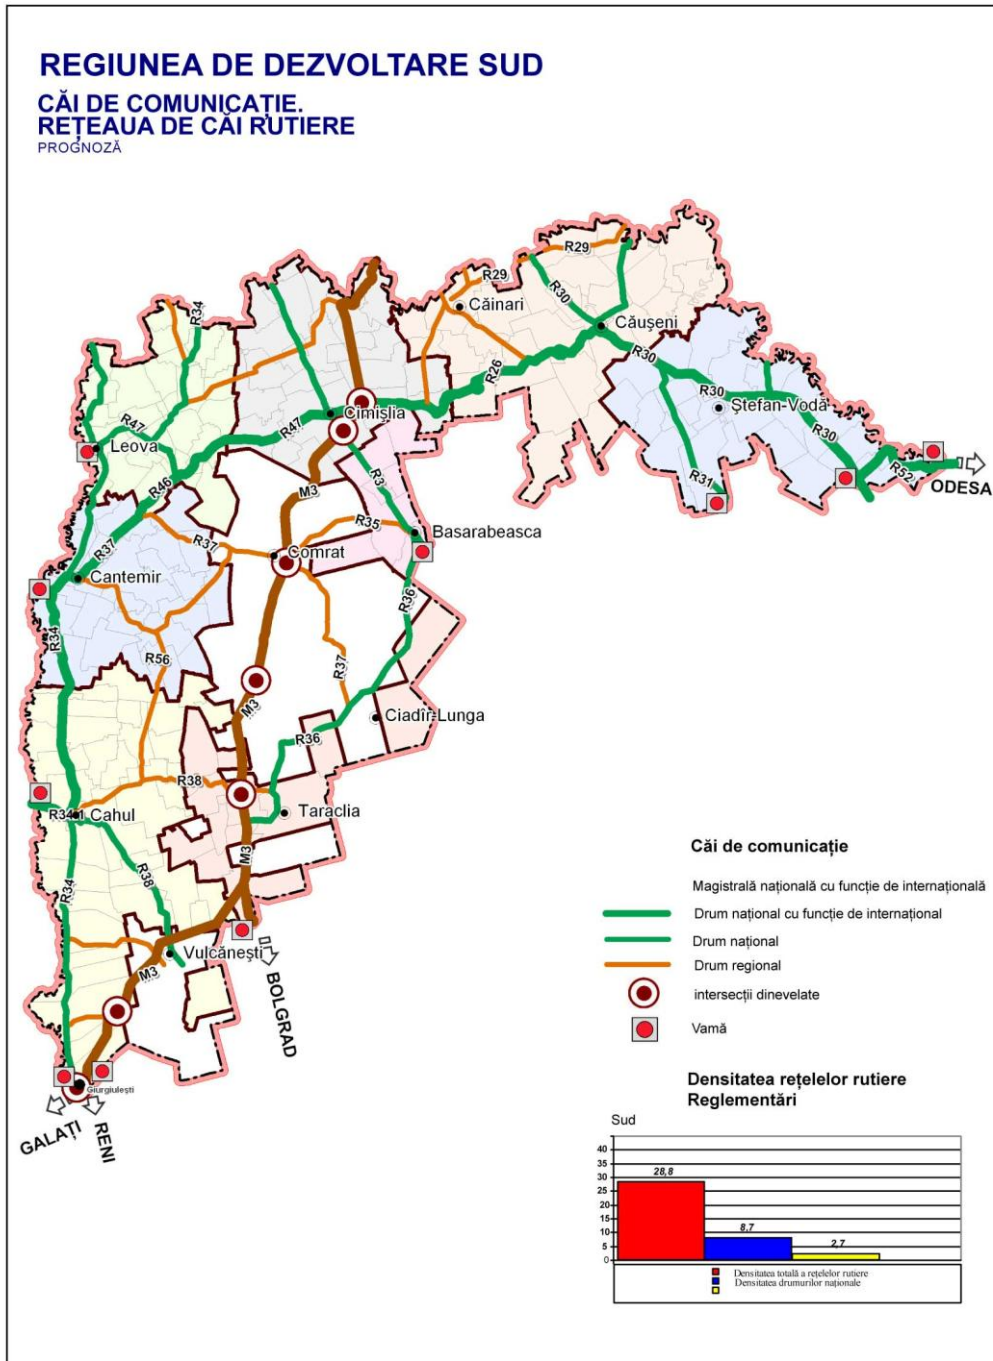 REGIUNEA DE DEZVOLTARE SUD
CĂI DE COMUNICAȚIE.
REȚEAUA DE CĂI RUTIERE
PROGNOZĂ
R29
R29
R34
R30
Căinari
Căușeni
R30
R26
R30
Ștefan-Vodă
R30
Cimișlia
R47
R47
Leova
R46
M3
R3
R31
R52
ODESA
R35
Basarabeasca
R37
R37
Comrat
Cantemir
R36
R34
R56
R37
M3
Ciadîr-Lunga
R36
R38
Taraclia
R34.1
Cahul
M3
R38
R34
Vulcănești
M3
BOLGRAD
Giurgiulești
GALAȚI
RENI
Căi de comunicație
Magistrală națională cu funcție de internațională
Drum național cu funcție de internațional
Drum național
Drum regional
intersecții dinevelate
Vamă
Densitatea rețelelor rutiere
Reglementări
Sud
40
35
30
25
20
15
10
5
0
28,8
8,7
2,7
Densitatea totală a rețelelor rutiere
Densitatea drumurilor naționale